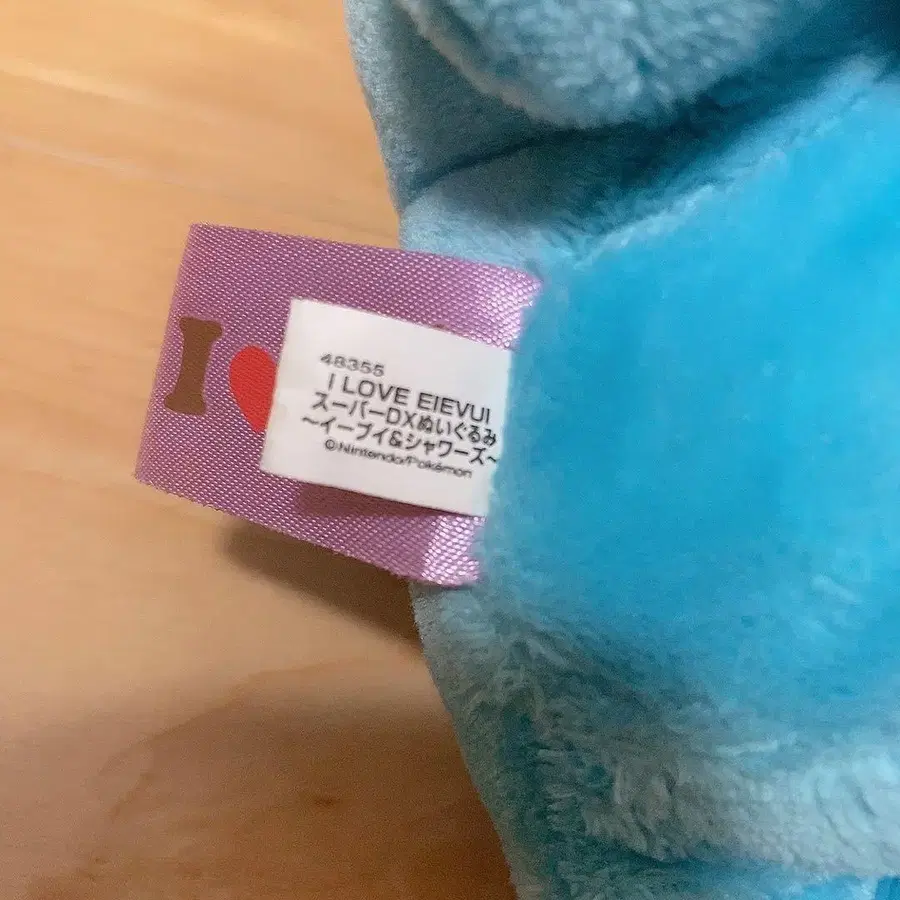 I
48355
I LOVE EIEVUI
スーパーDXぬいぐるみ
～イーブイ&シャワーズ～
©Nintendo/Pokémon